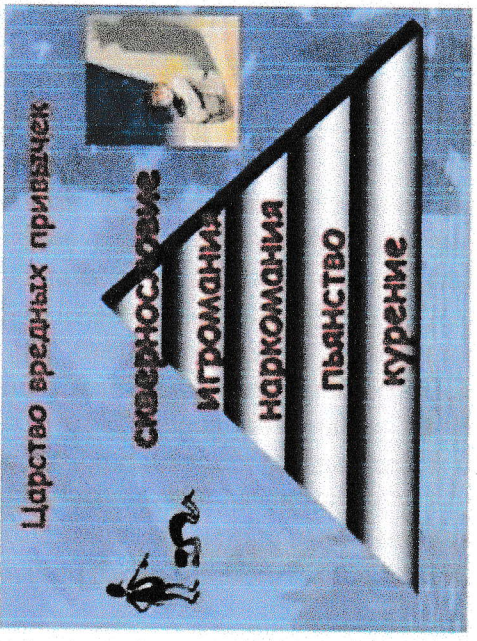 Царство вредных привычек
сквернословие
Игромания
наркомания
пьянство
курение